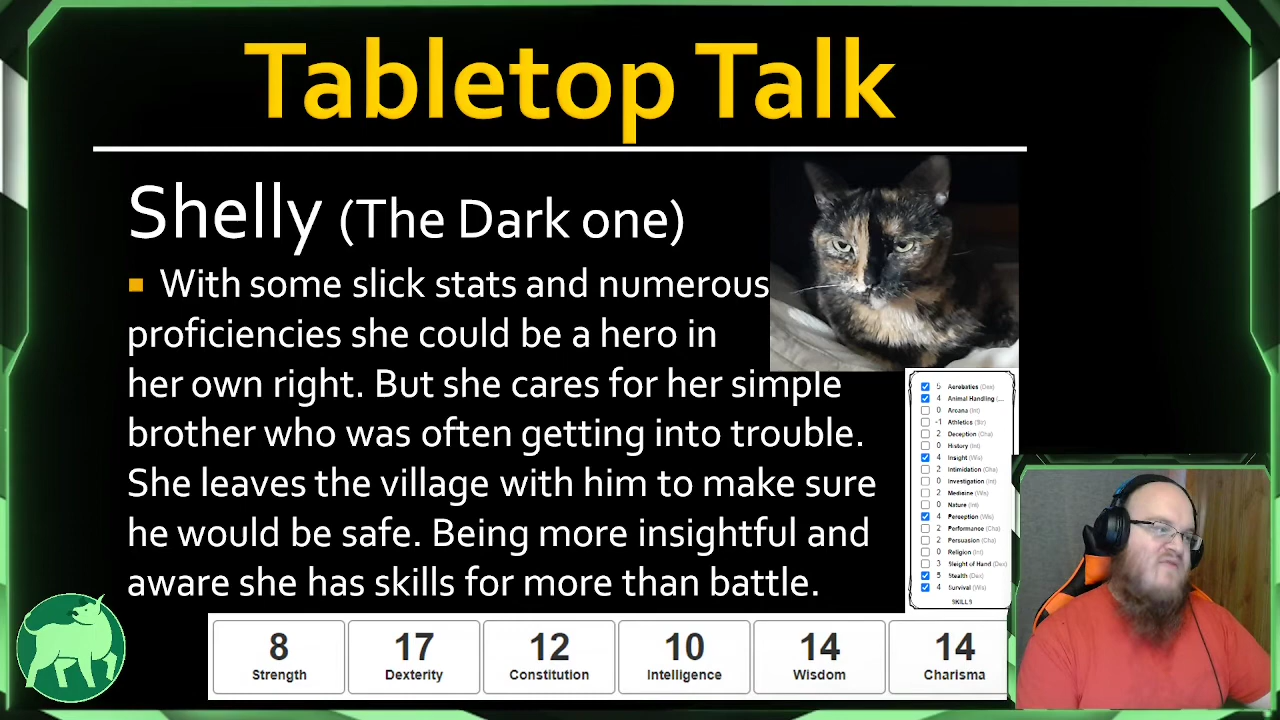 Tabletop Talk
Shelly (The Dark one)
With some slick stats and numerous
proficiencies she could be a hero in
her own right. But she cares for her simple
brother who was often getting into trouble.
She leaves the village with him to make sure
he would be safe. Being more insightful and
aware she has skills for more than battle.
5 Acrobatics (Dex)
4 Animal Handling (...
0 Arcana (Int)
-1 Athletics (Str)
2 Deception (Cha)
0 History (Int)
4 Insight (Wis)
2 Intimidation (Cha)
0 Investigation (Int)
2 Medicine (Wis)
0 Nature (Int)
4 Perception (Wis)
2 Performance (Cha)
2 Persuasion (Cha)
0 Religion (Int)
3 Sleight of Hand (Dex)
5 Stealth (Dex)
4 Survival (Wis)
SKILLS
8 17 12 10 14 14
Strength Dexterity Constitution Intelligence Wisdom Charisma